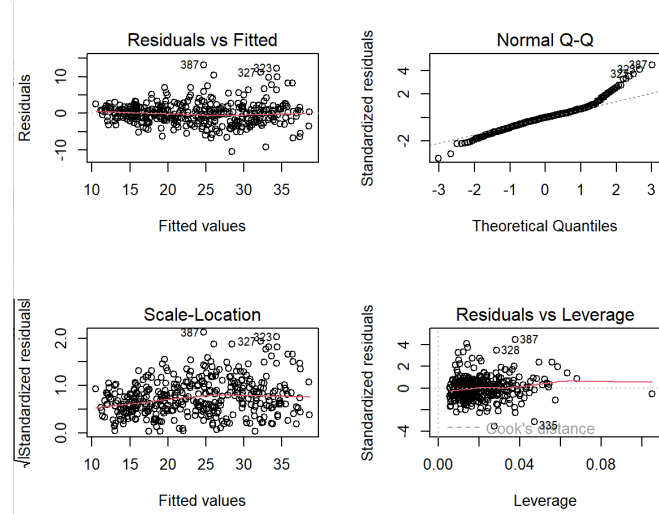 Residuals vs Fitted
Residuals
-10 0 10
387
327
323
10 15 20 25 30 35
Fitted values
Normal Q-Q
Standardized residuals
-2 0 2 4
387
-3 -2 -1 0 1 2 3
Theoretical Quantiles
Scale-Location
√|Standardized residuals|
0.0 1.0 2.0
387
327
323
10 15 20 25 30 35
Fitted values
Residuals vs Leverage
Standardized residuals
-4 0 2 4
387
328
335
Cook's distance
0.00 0.04 0.08
Leverage